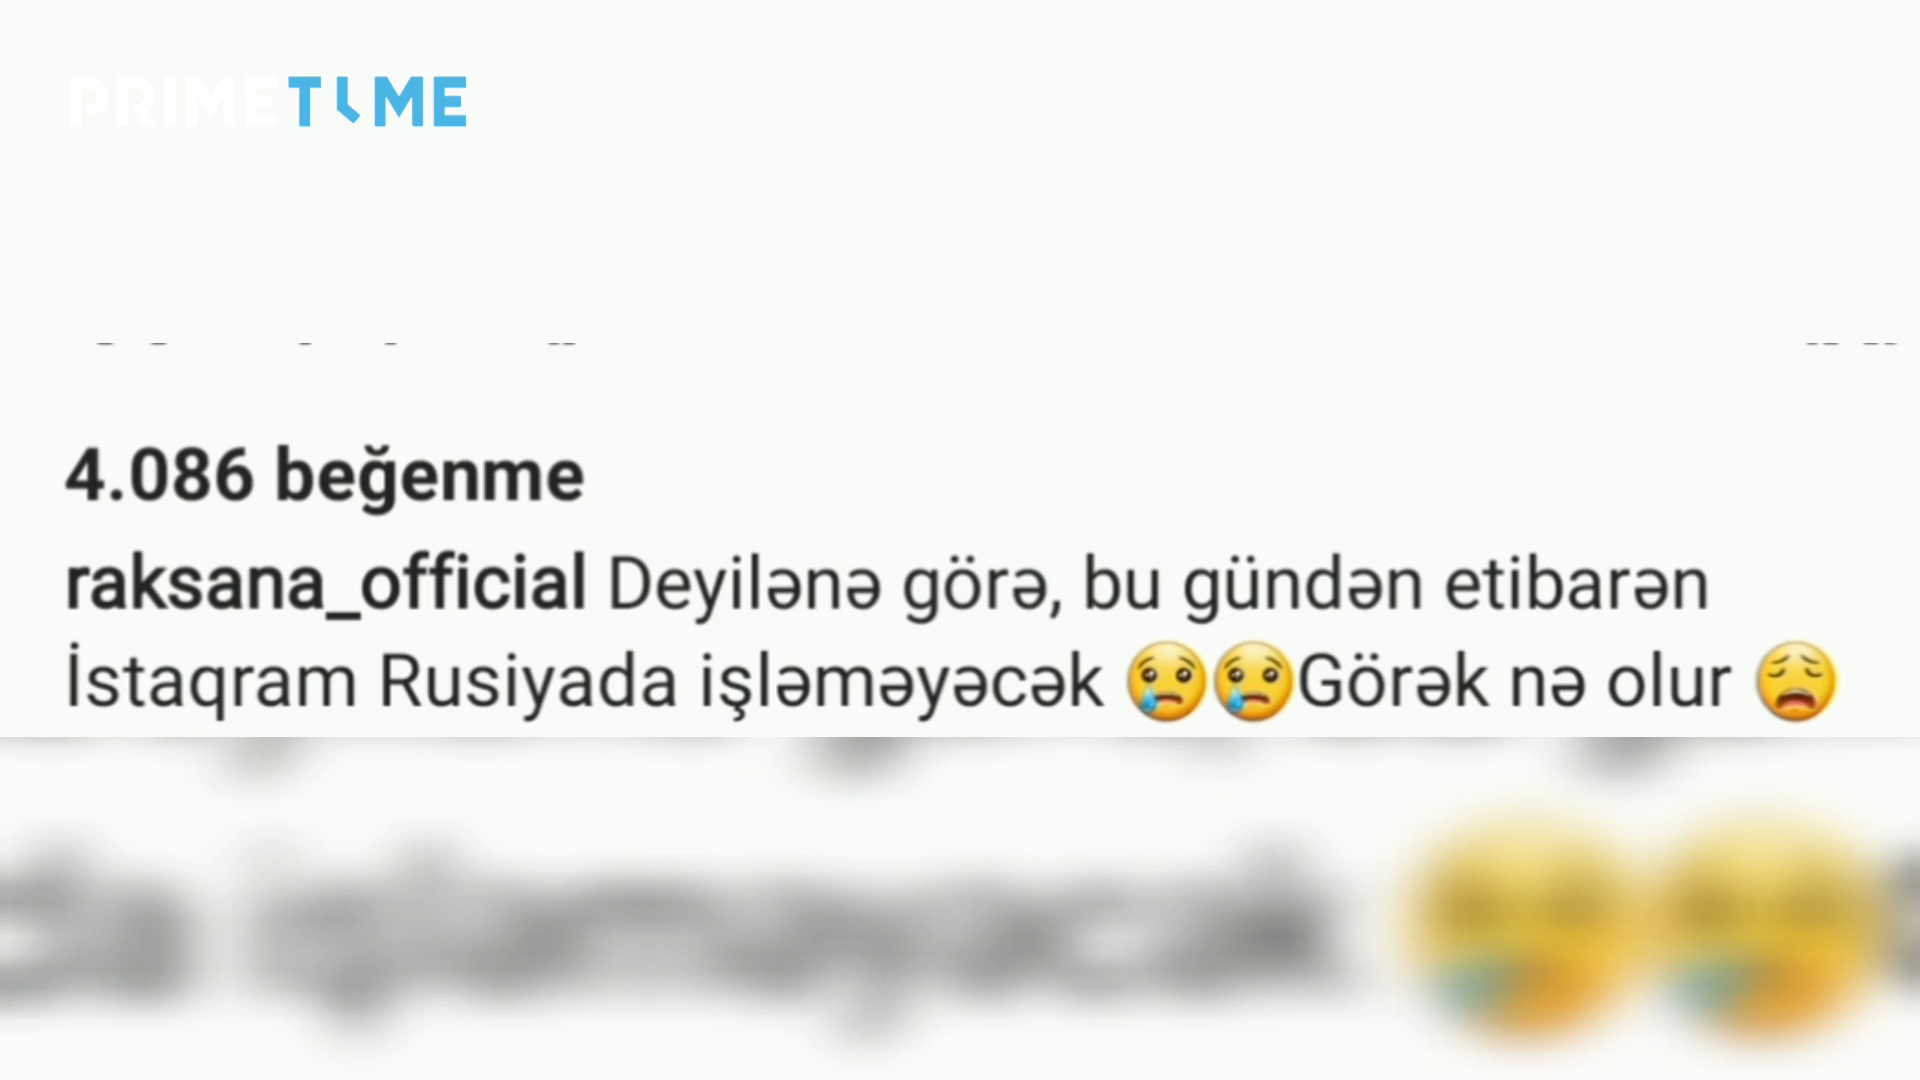 PRIMETIME
4.086 beğenme
raksana_official Deyilənə görə, bu gündən etibarən
İstaqram Rusiyada işləməyəcək 😢😢Görək nə olur 😩